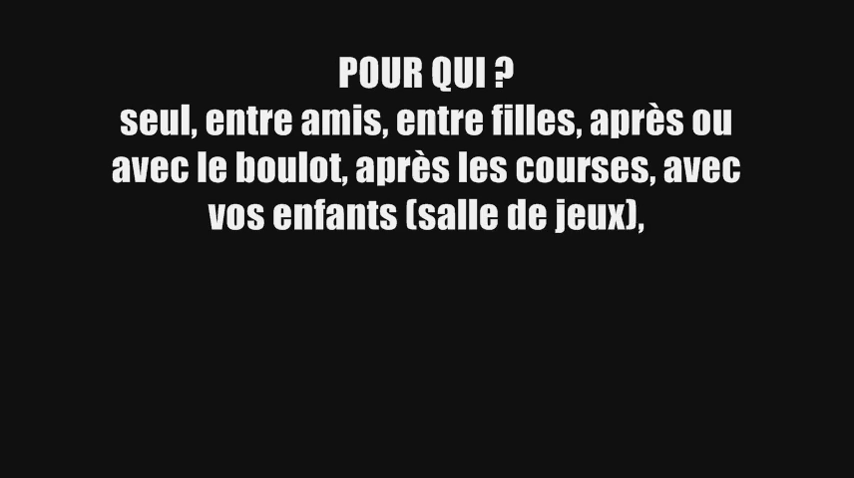 POUR QUI ?
seul, entre amis, entre filles, après ou
avec le boulot, après les courses, avec
vos enfants (salle de jeux),